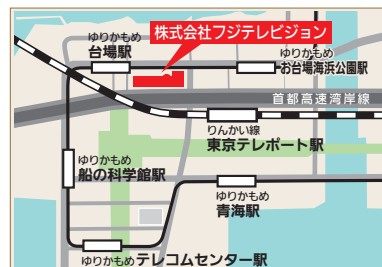 株式会社フジテレビジョン
ゆりかもめ
台場駅
ゆりかもめ
お台場海浜公園駅
首都高速湾岸線
りんかい線
東京テレポート駅
ゆりかもめ
船の科学館駅
ゆりかもめ
青海駅
ゆりかもめ テレコムセンター駅